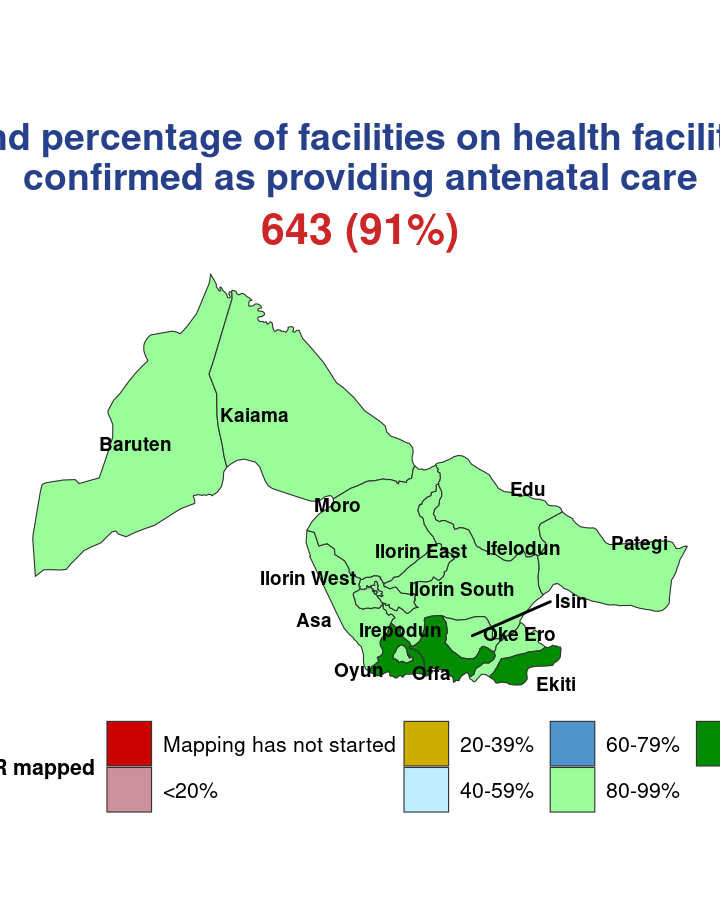 nd percentage of facilities on health facilit
confirmed as providing antenatal care
643 (91%)
Kaiama
Baruten
Edu
Moro
Pategi
Ilorin East
Ifelodun
Ilorin West
Ilorin South
Isin
Asa
Irepodun
Oke Ero
Oyun
Offa
Ekiti
Mapping has not started
20-39%
60-79%
R mapped
<20%
40-59%
80-99%